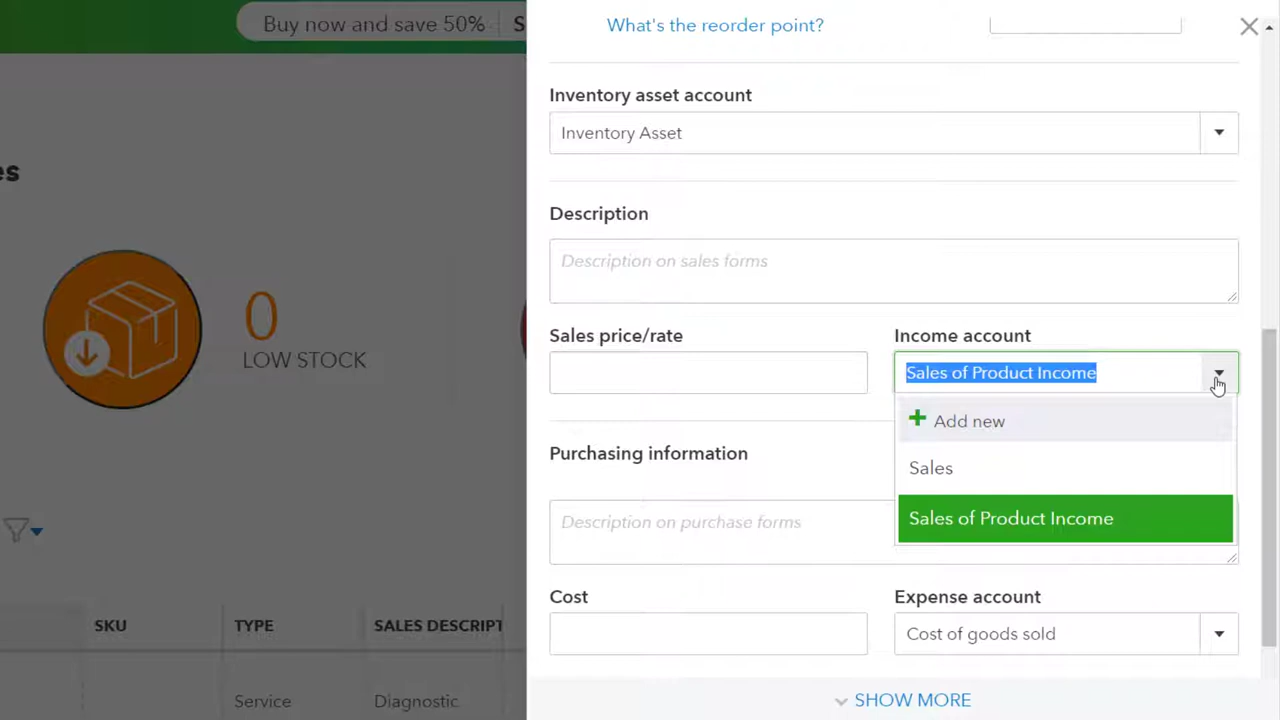 Buy now and save 50% S
What's the reorder point?
Inventory asset account
Inventory Asset
es
Description
Description on sales forms
0
LOW STOCK
Sales price/rate
Income account
Sales of Product Income
Add new
Sales
Sales of Product Income
Purchasing information
Description on purchase forms
Cost
Expense account
Cost of goods sold
SKU TYPE SALES DESCRIPT
Service Diagnostic
SHOW MORE